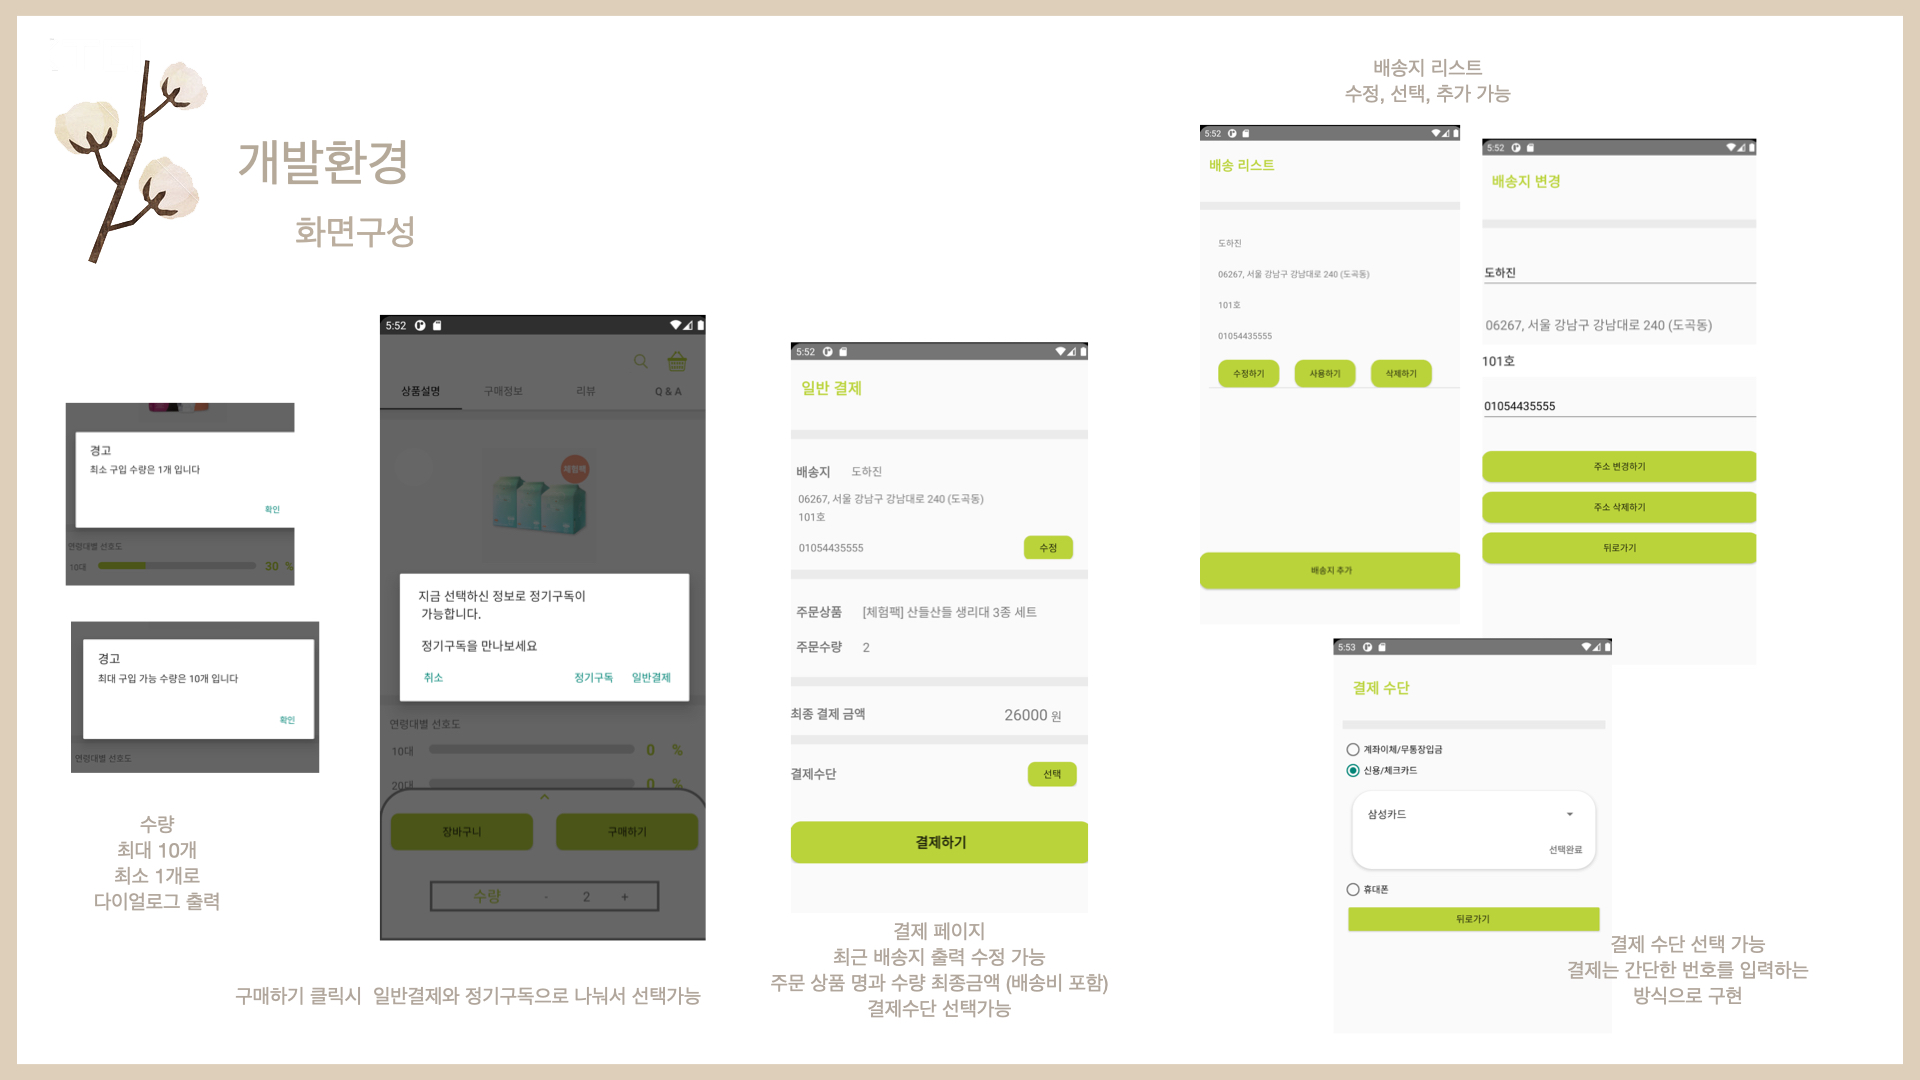 개발환경
화면구성
경고
최소 구입 수량은 1개 입니다
확인
연령대별 선호도
10대 30 %
경고
최대 구입 가능 수량은 10개 입니다
확인
연령대별 선호도
수량
최대 10개
최소 1개로
다이얼로그 출력
5:52
상품설명 구매정보 리뷰 Q & A
체험팩
지금 선택하신 정보로 정기구독이
가능합니다.
정기구독을 만나보세요
취소 정기구독 일반결제
연령대별 선호도
10대 0 %
20대 0 %
장바구니 구매하기
수량 - 2 +
구매하기 클릭시 일반결제와 정기구독으로 나눠서 선택가능
5:52
일반 결제
배송지 도하진
06267, 서울 강남구 강남대로 240 (도곡동)
101호
01054435555 수정
주문상품 [체험팩] 산들산들 생리대 3종 세트
주문수량 2
최종 결제 금액 26000 원
결제수단 선택
결제하기
결제 페이지
최근 배송지 출력 수정 가능
주문 상품 명과 수량 최종금액 (배송비 포함)
결제수단 선택가능
배송지 리스트
수정, 선택, 추가 가능
5:52
배송 리스트
도하진
06267, 서울 강남구 강남대로 240 (도곡동)
101호
01054435555
수정하기 사용하기 삭제하기
배송지 추가
5:52
배송지 변경
도하진
06267, 서울 강남구 강남대로 240 (도곡동)
101호
01054435555
주소 변경하기
주소 삭제하기
뒤로가기
5:53
결제 수단
계좌이체/무통장입금
신용/체크카드
삼성카드
선택완료
휴대폰
뒤로가기
결제 수단 선택 가능
결제는 간단한 번호를 입력하는
방식으로 구현